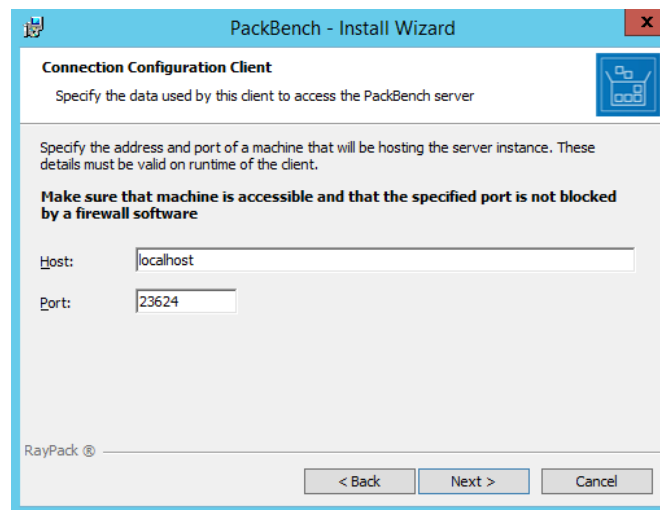 PackBench - Install Wizard
x
Connection Configuration Client
Specify the data used by this client to access the PackBench server
Specify the address and port of a machine that will be hosting the server instance. These
details must be valid on runtime of the client.
Make sure that machine is accessible and that the specified port is not blocked
by a firewall software
Host: localhost
Port: 23624
RayPack ®
< Back Next > Cancel